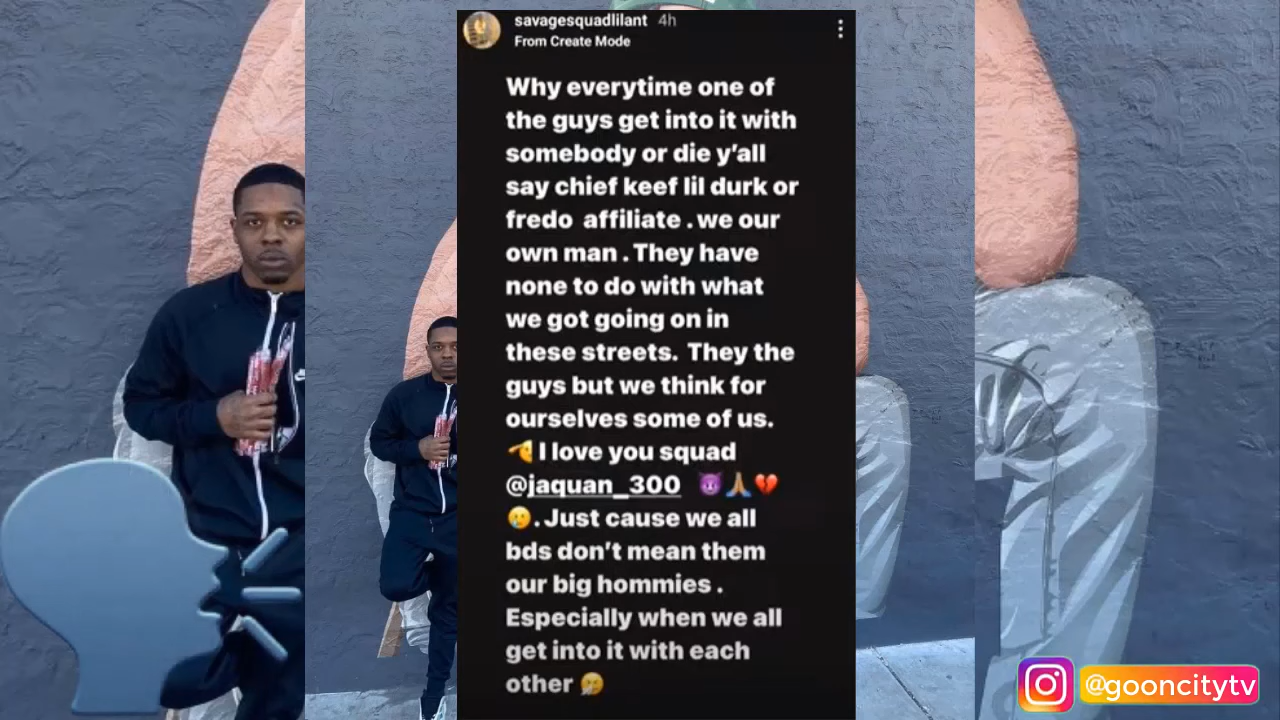 savagesquadlilant 4h
From Create Mode
Why everytime one of
the guys get into it with
somebody or die y'all
say chief keef lil durk or
fredo affiliate . we our
own man . They have
none to do with what
we got going on in
these streets. They the
guys but we think for
ourselves some of us.
🫡 I love you squad
@jaquan_300 😈🙏🏽💔
😢. Just cause we all
bds don't mean them
our big hommies .
Especially when we all
get into it with each
other 🫣
@gooncitytv